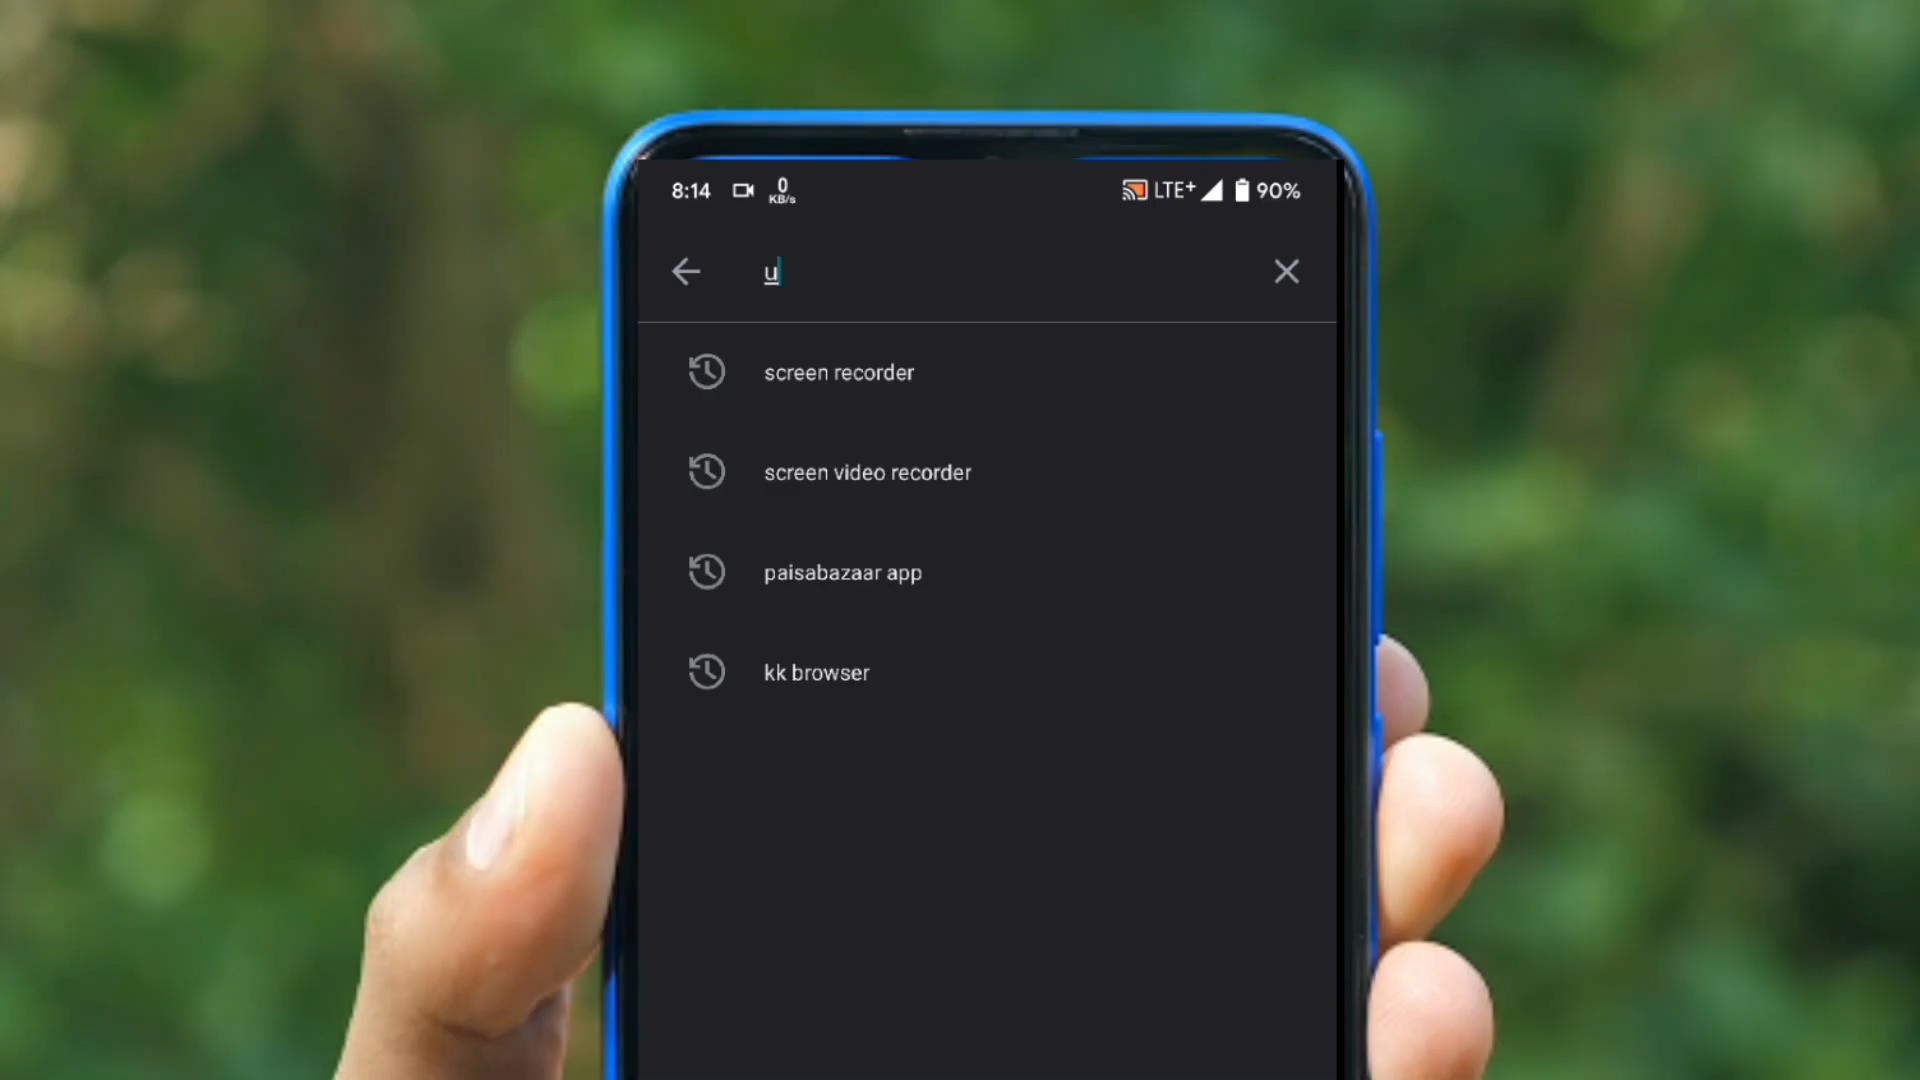 8:14 0 KB/s LTE+ 90%
u
screen recorder
screen video recorder
paisabazaar app
kk browser